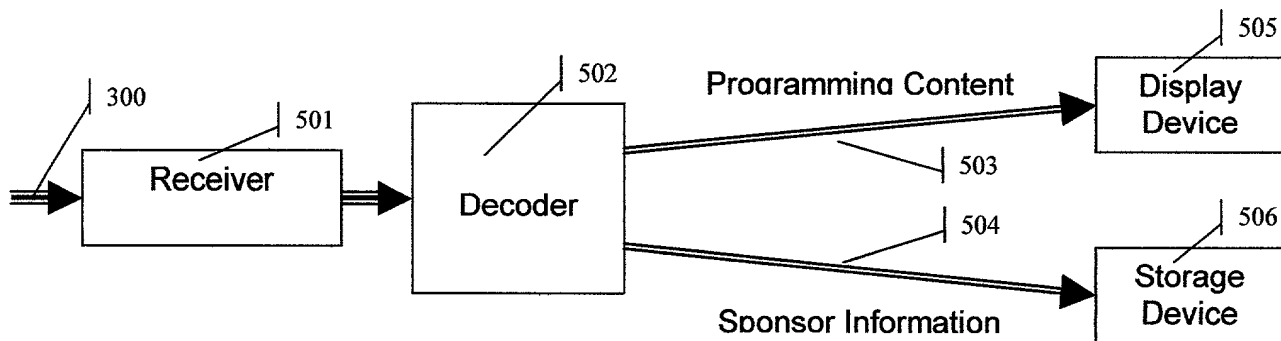 505
502
Programming Content
Display
Device
300
501
Receiver
503
Decoder
504
506
Storage
Device
Sponsor Information